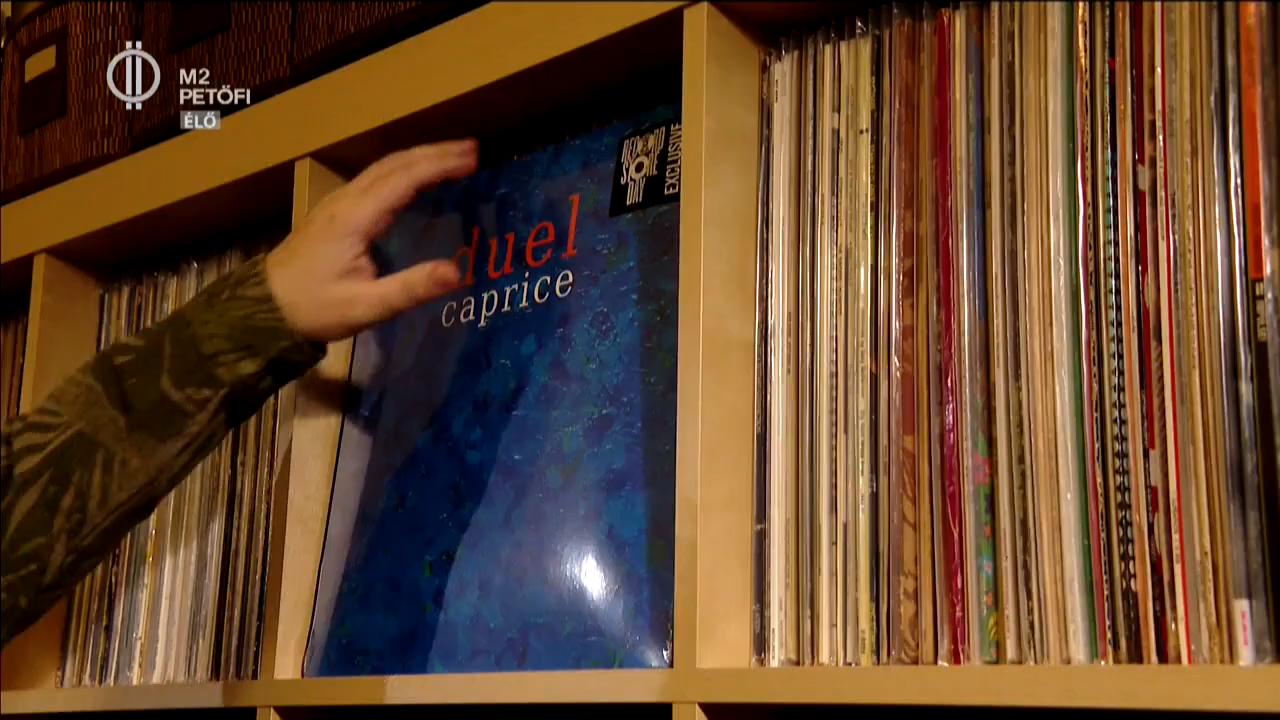 M2
PETŐFI
ÉLŐ
RECORD
STORE
DAY
EXCLUSIVE
duel
caprice